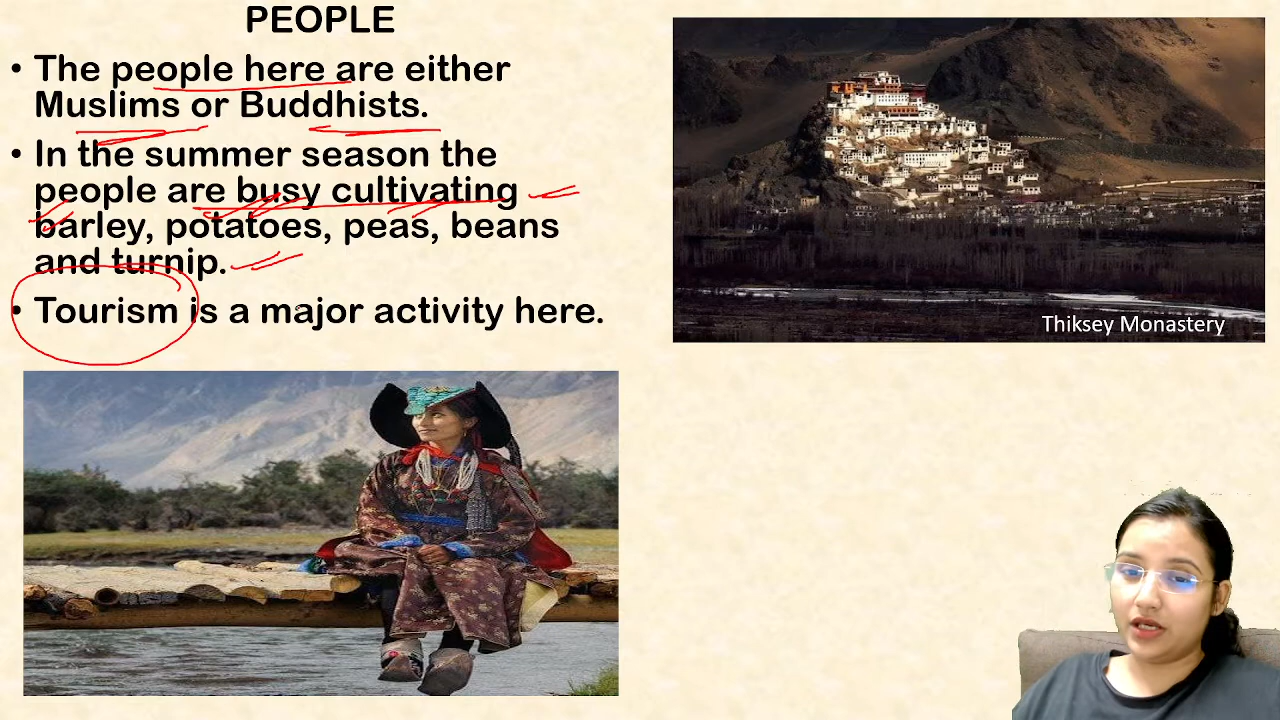 PEOPLE
• The people here are either
Muslims or Buddhists.
• In the summer season the
people are busy cultivating
barley, potatoes, peas, beans
and turnip.
• Tourism is a major activity here.
Thiksey Monastery